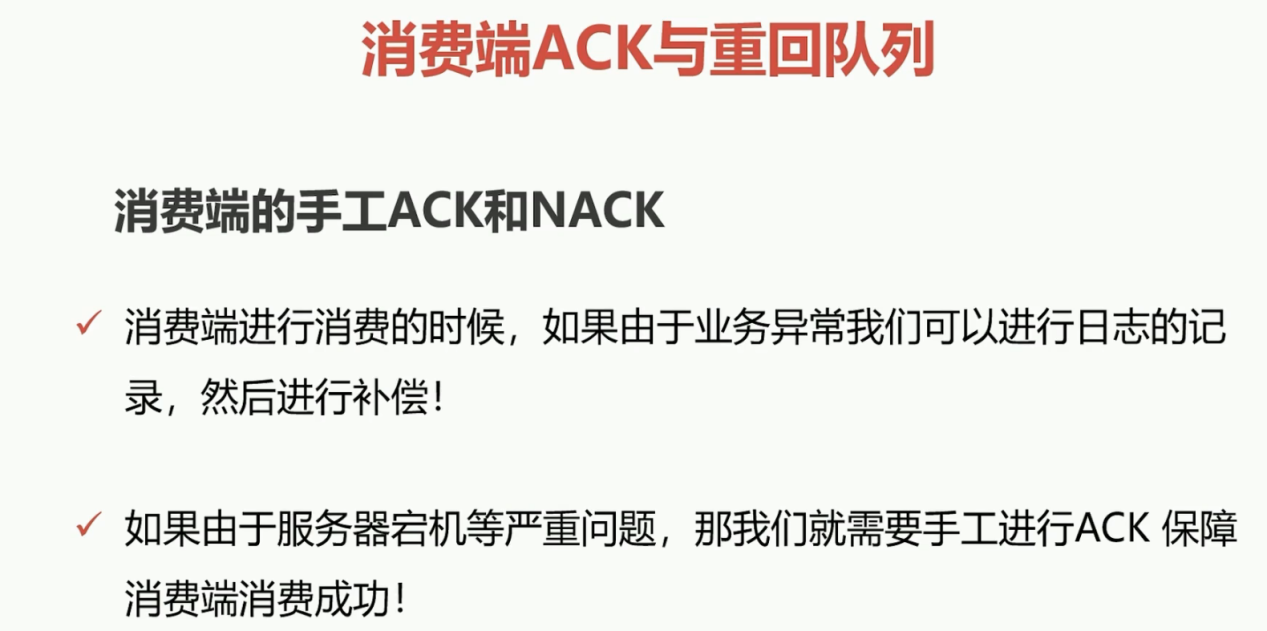 消费端ACK与重回队列
消费端的手工ACK和NACK
✓ 消费端进行消费的时候，如果由于业务异常我们可以进行日志的记
录，然后进行补偿！
✓ 如果由于服务器宕机等严重问题，那我们就需要手工进行ACK 保障
消费端消费成功！